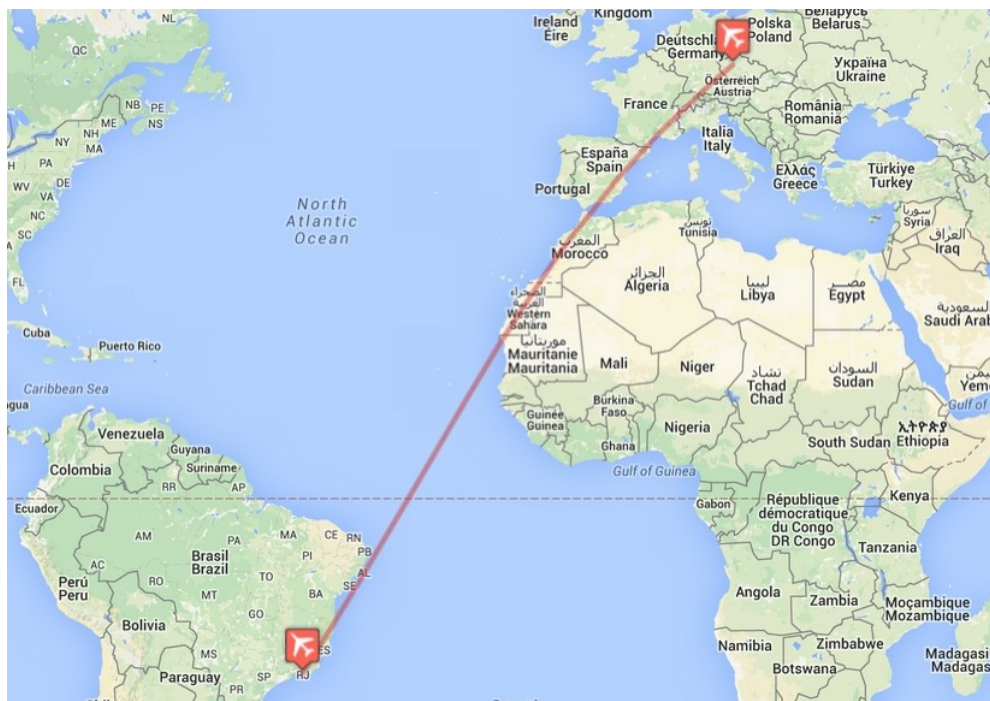 Ireland
Éire
Kingdom
Беларусь
Belarus
Polska
Poland
Deutschl
Germany
Україна
Ukraine
Österreich
Austria
France
România
Romania
Italia
Italy
España
Spain
Portugal
Ελλάς
Greece
Türkiye
Turkey
تونس
Tunisia
سوريا
Syria
العراق
Iraq
المغرب
Morocco
الجزائر
Algeria
ليبيا
Libya
مصر
Egypt
السعودية
Saudi Arab
الصحراء
الغربية
Western
Sahara
موريتانيا
Mauritanie
Mauritania
Mali
Niger
تشاد
Tchad
Chad
السودان
Sudan
Yeme
Gulf of
Burkina
Faso
Guinée
Guinea
Ghana
Nigeria
South Sudan
ኢትዮጵያ
Ethiopia
Gulf of Guinea
Gabon
République
démocratique
du Congo
DR Congo
Kenya
Tanzania
Angola
Zambia
Moçambique
Mozambique
Zimbabwe
Namibia
Botswana
Madagasi
Madagas
North
Atlantic
Ocean
QC
NL
NB
PE
NS
ME
NH
NY
MA
PA
DE
WV
VA
NC
SC
FL
Cuba
Puerto Rico
Caribbean Sea
agua
Venezuela
Guyana
Suriname
Colombia
Ecuador
RR
AP
AM
PA
MA
CE
RN
PB
PI
AL
SE
AC
RO
TO
BA
MT
GO
Brasil
Brazil
Perú
Peru
Bolivia
MS
ES
RJ
SP
PR
Paraguay